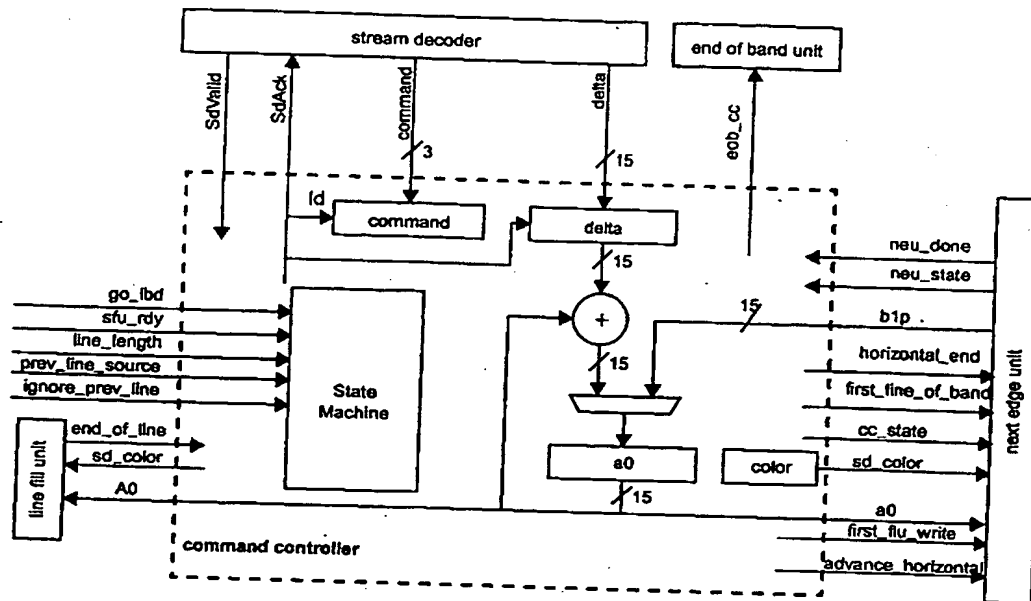 stream decoder
end of band unit
SdValid
SdAck
command
delta
eob_cc
3
15
ld
command
delta
15
neu_done
neu_state
15
b1p
go_lbd
sfu_rdy
line_length
prev_line_source
ignore_prev_line
State
Machine
+
15
horizontal_end
first_line_of_band
cc_state
next edge unit
end_of_line
sd_color
line fill unit
a0
color
sd_color
A0
15
a0
first_flu_write
command controller
advance_horizontal